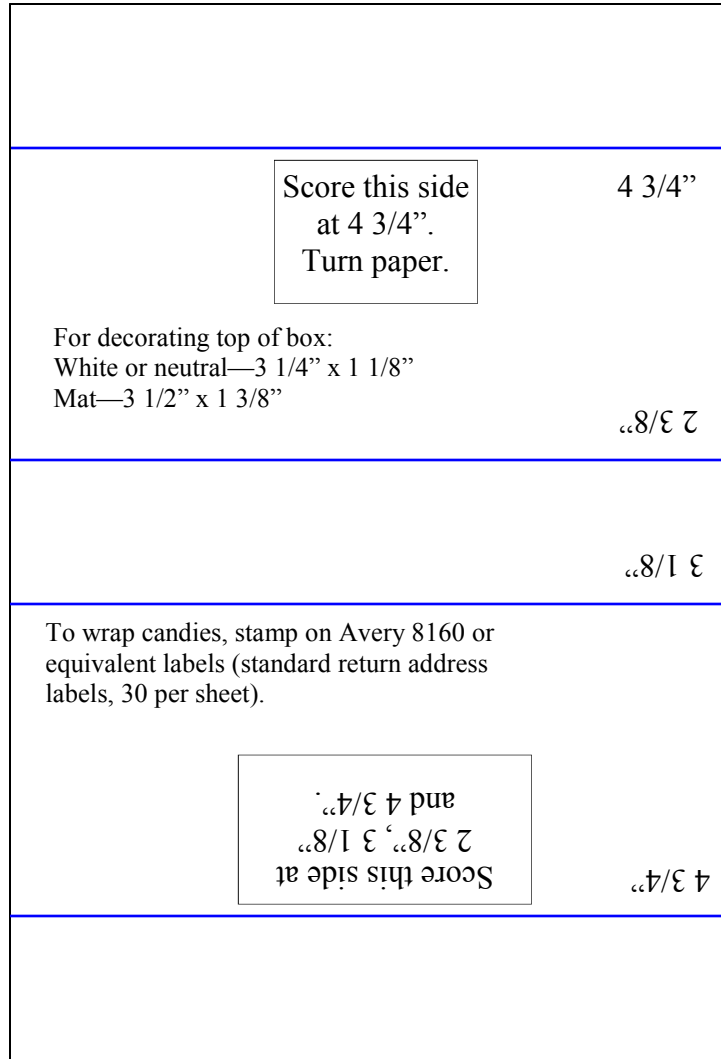 Score this side
at 4 3/4”.
Turn paper.
4 3/4”
For decorating top of box:
White or neutral—3 1/4” x 1 1/8”
Mat—3 1/2” x 1 3/8”
2 3/8“
3 1/8“
To wrap candies, stamp on Avery 8160 or
equivalent labels (standard return address
labels, 30 per sheet).
Score this side at
2 3/8“, 3 1/8“
and 4 3/4“.
4 3/4“